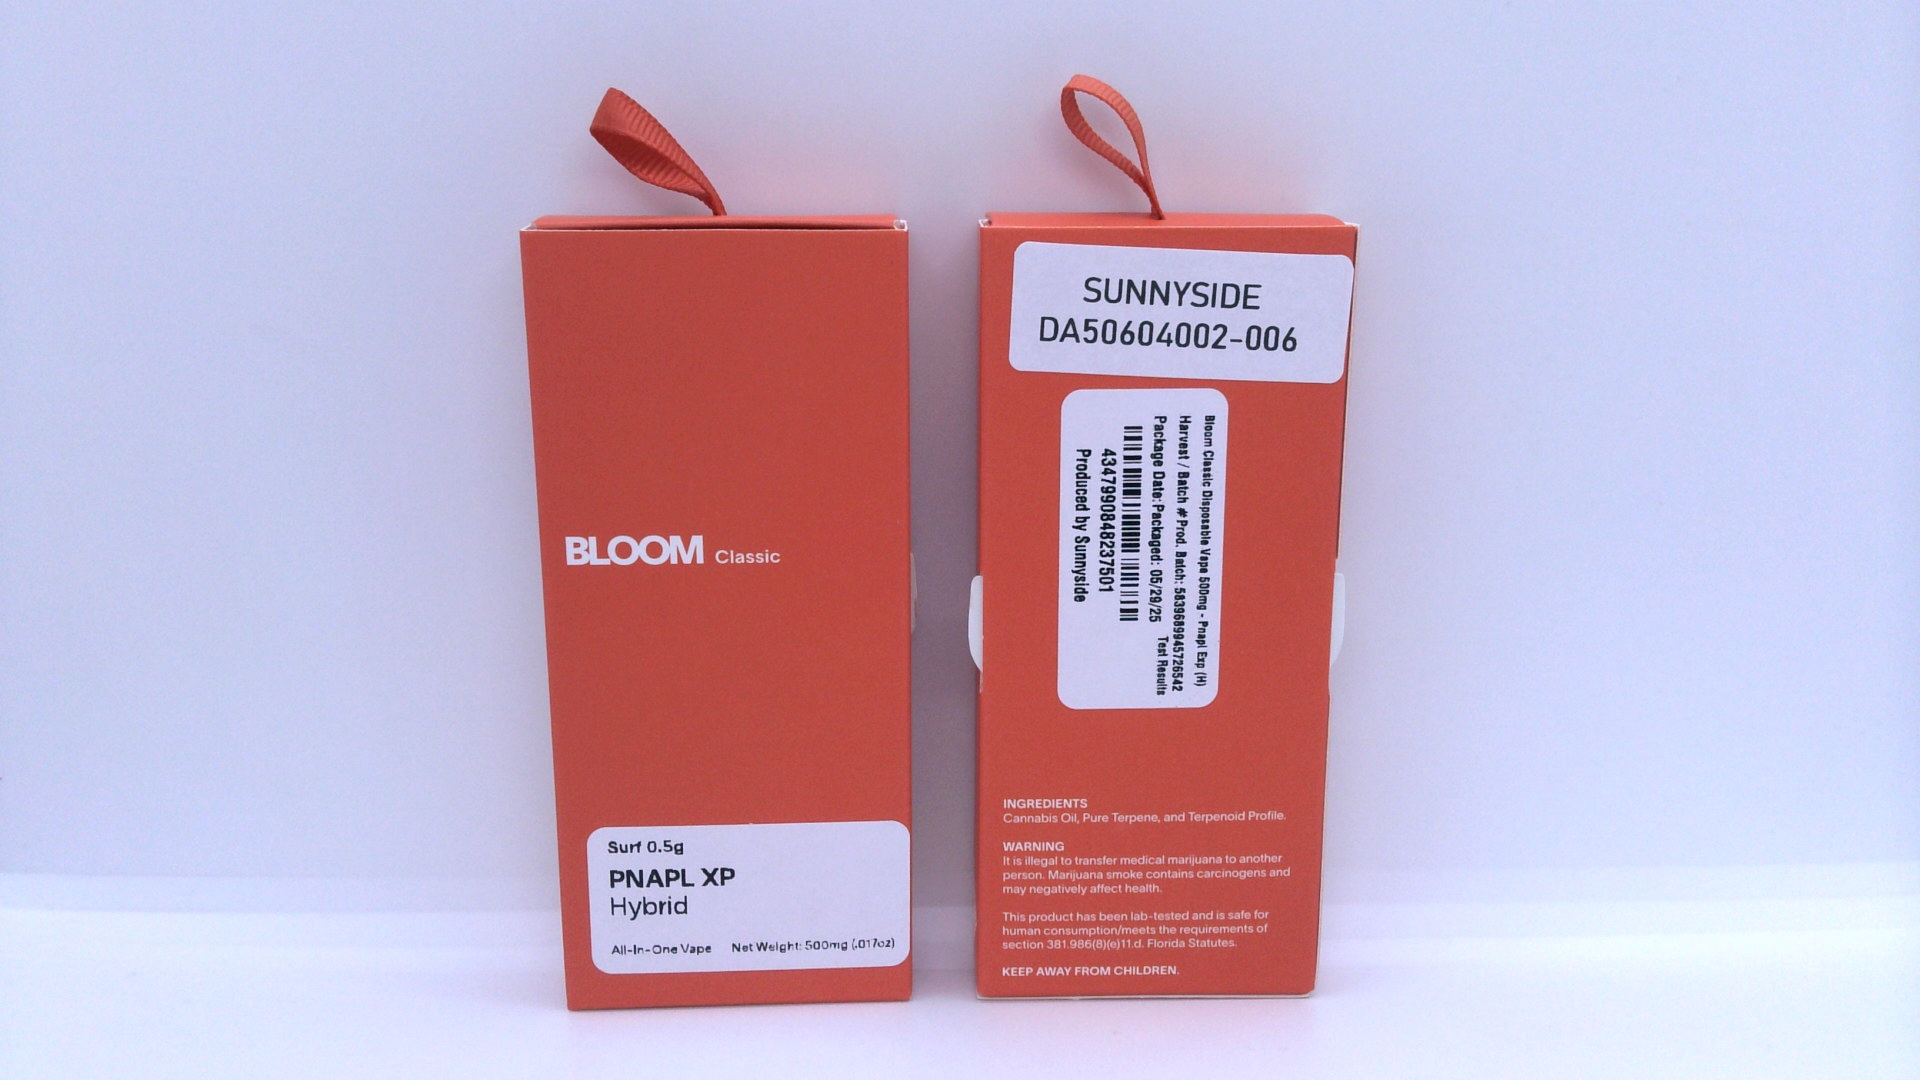 BLOOM Classic
Surf 0.5g
PNAPL XP
Hybrid
All-In-One Vape Net Weight: 500mg (.017oz)
SUNNYSIDE
DA50604002-006
Bloom Classic Disposable Vape 500mg - Pnapl Exp (H)
Harvest / Batch # Prod. Batch: 5839689945726542
Package Date: Packaged: 05/29/25 Test Results
4347990848237501
Produced by Sunnyside
INGREDIENTS
Cannabis Oil, Pure Terpene, and Terpenoid Profile.
WARNING
It is illegal to transfer medical marijuana to another
person. Marijuana smoke contains carcinogens and
may negatively affect health.
This product has been lab-tested and is safe for
human consumption/meets the requirements of
section 381.986(8)(e)11.d. Florida Statutes.
KEEP AWAY FROM CHILDREN.